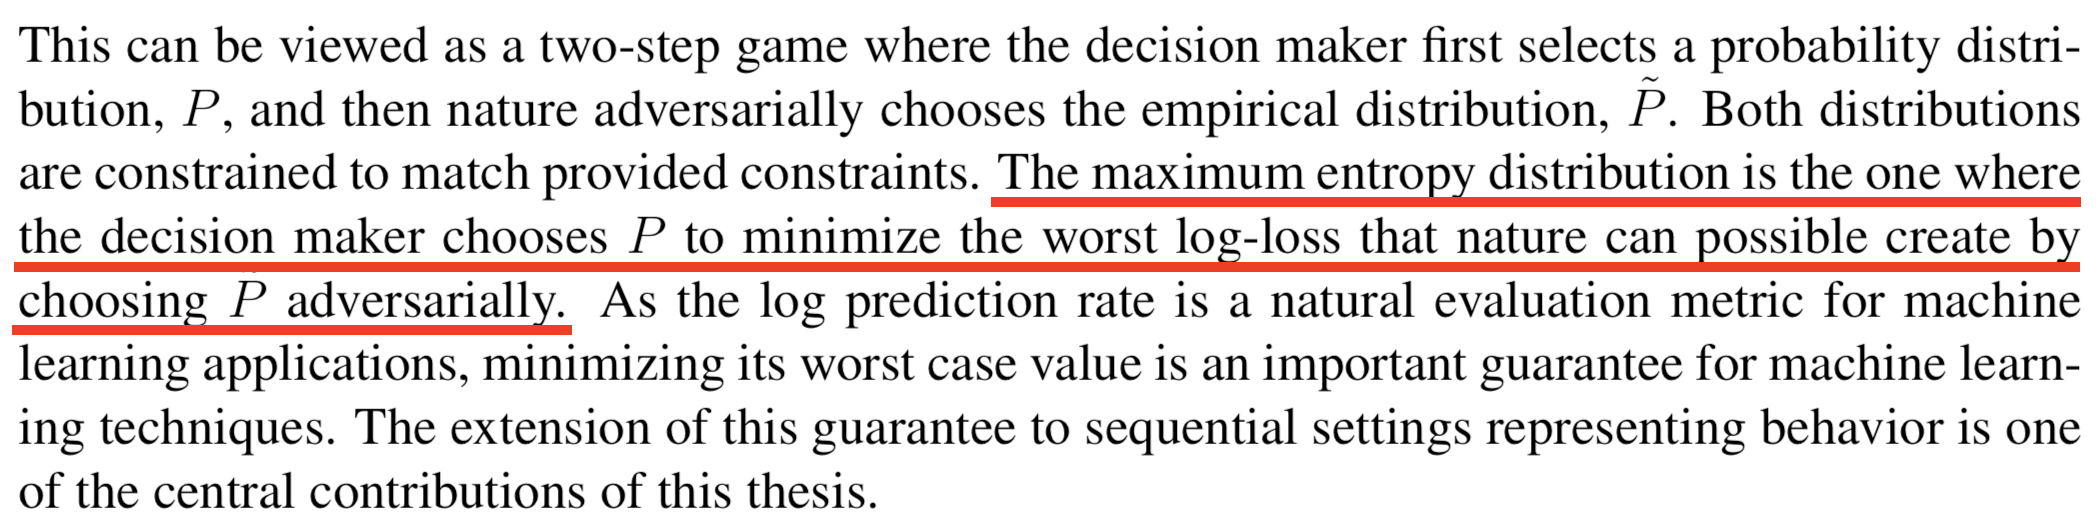 This can be viewed as a two-step game where the decision maker first selects a probability distri-
bution, P, and then nature adversarially chooses the empirical distribution, P̃. Both distributions
are constrained to match provided constraints. The maximum entropy distribution is the one where
the decision maker chooses P to minimize the worst log-loss that nature can possible create by
choosing P̃ adversarially. As the log prediction rate is a natural evaluation metric for machine
learning applications, minimizing its worst case value is an important guarantee for machine learn-
ing techniques. The extension of this guarantee to sequential settings representing behavior is one
of the central contributions of this thesis.